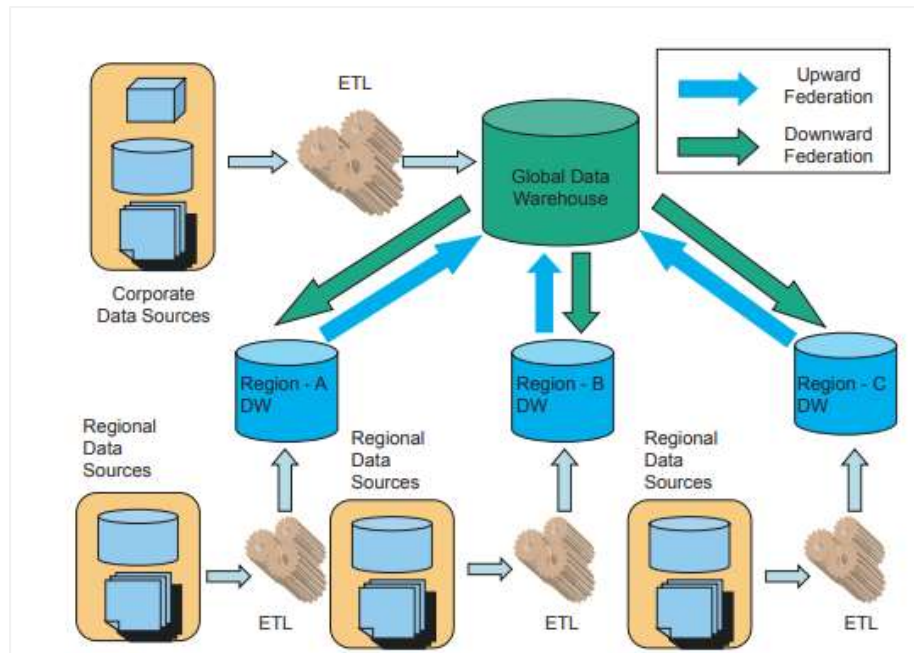 ETL
Upward
Federation
Downward
Federation
Global Data
Warehouse
Corporate
Data Sources
Region - A
DW
Region - B
DW
Region - C
DW
Regional
Data
Sources
Regional
Data
Sources
Regional
Data
Sources
ETL
ETL
ETL